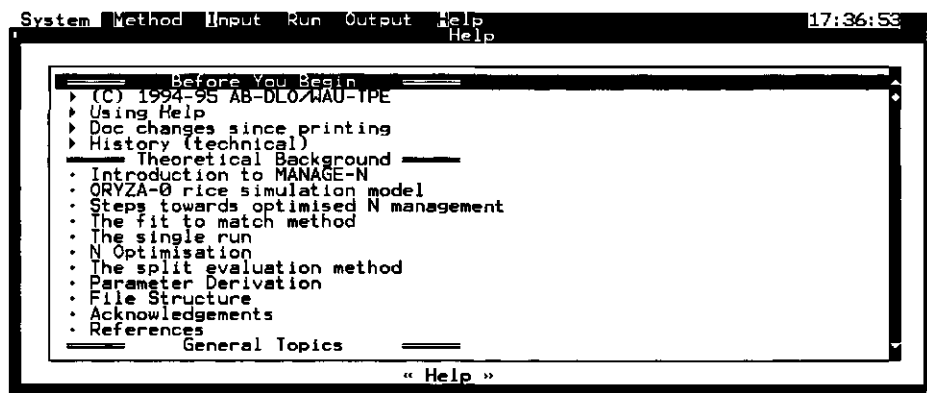 System Method Input Run Output Help 17:36:53
Help
Before You Begin
(C) 1994-95 AB-DLO/WAU-TPE
Using Help
Doc changes since printing
History (technical)
Theoretical Background
Introduction to MANAGE-N
ORYZA-0 rice simulation model
Steps towards optimised N management
The fit to match method
The single run
N Optimisation
The split evaluation method
Parameter Derivation
File Structure
Acknowledgements
References
General Topics
« Help »